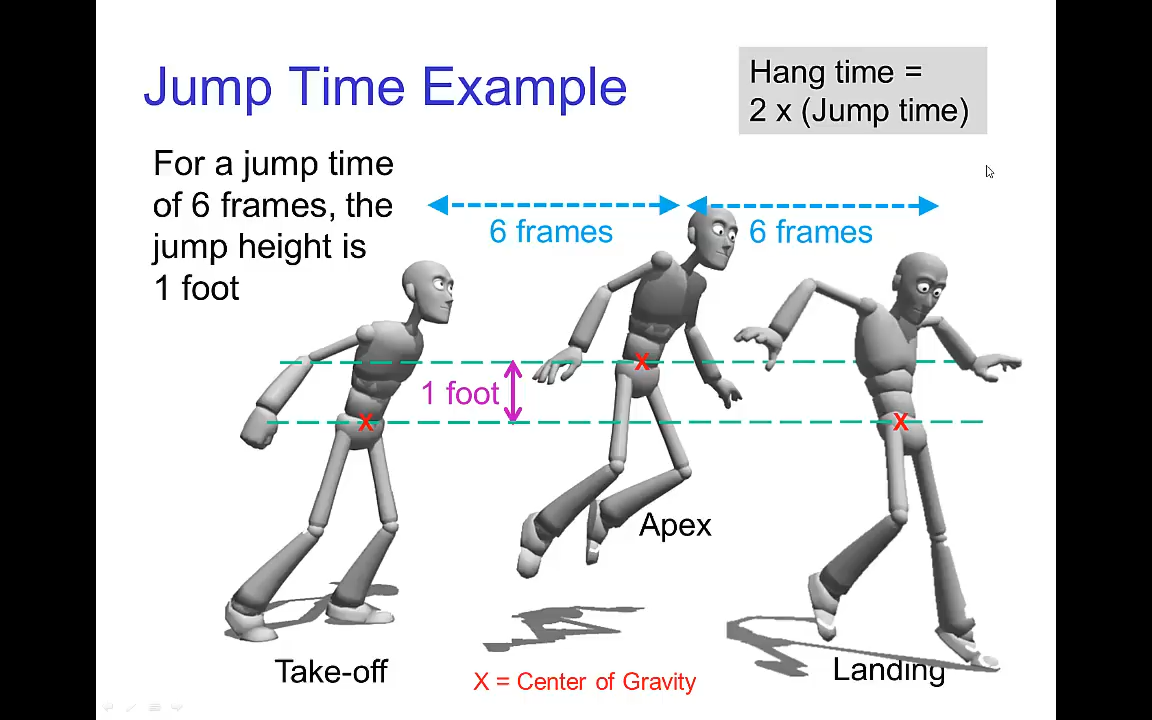 Jump Time Example
Hang time =
2 x (Jump time)
For a jump time
of 6 frames, the
jump height is
1 foot
6 frames
6 frames
1 foot
X
X
X
Apex
Take-off
X = Center of Gravity
Landing